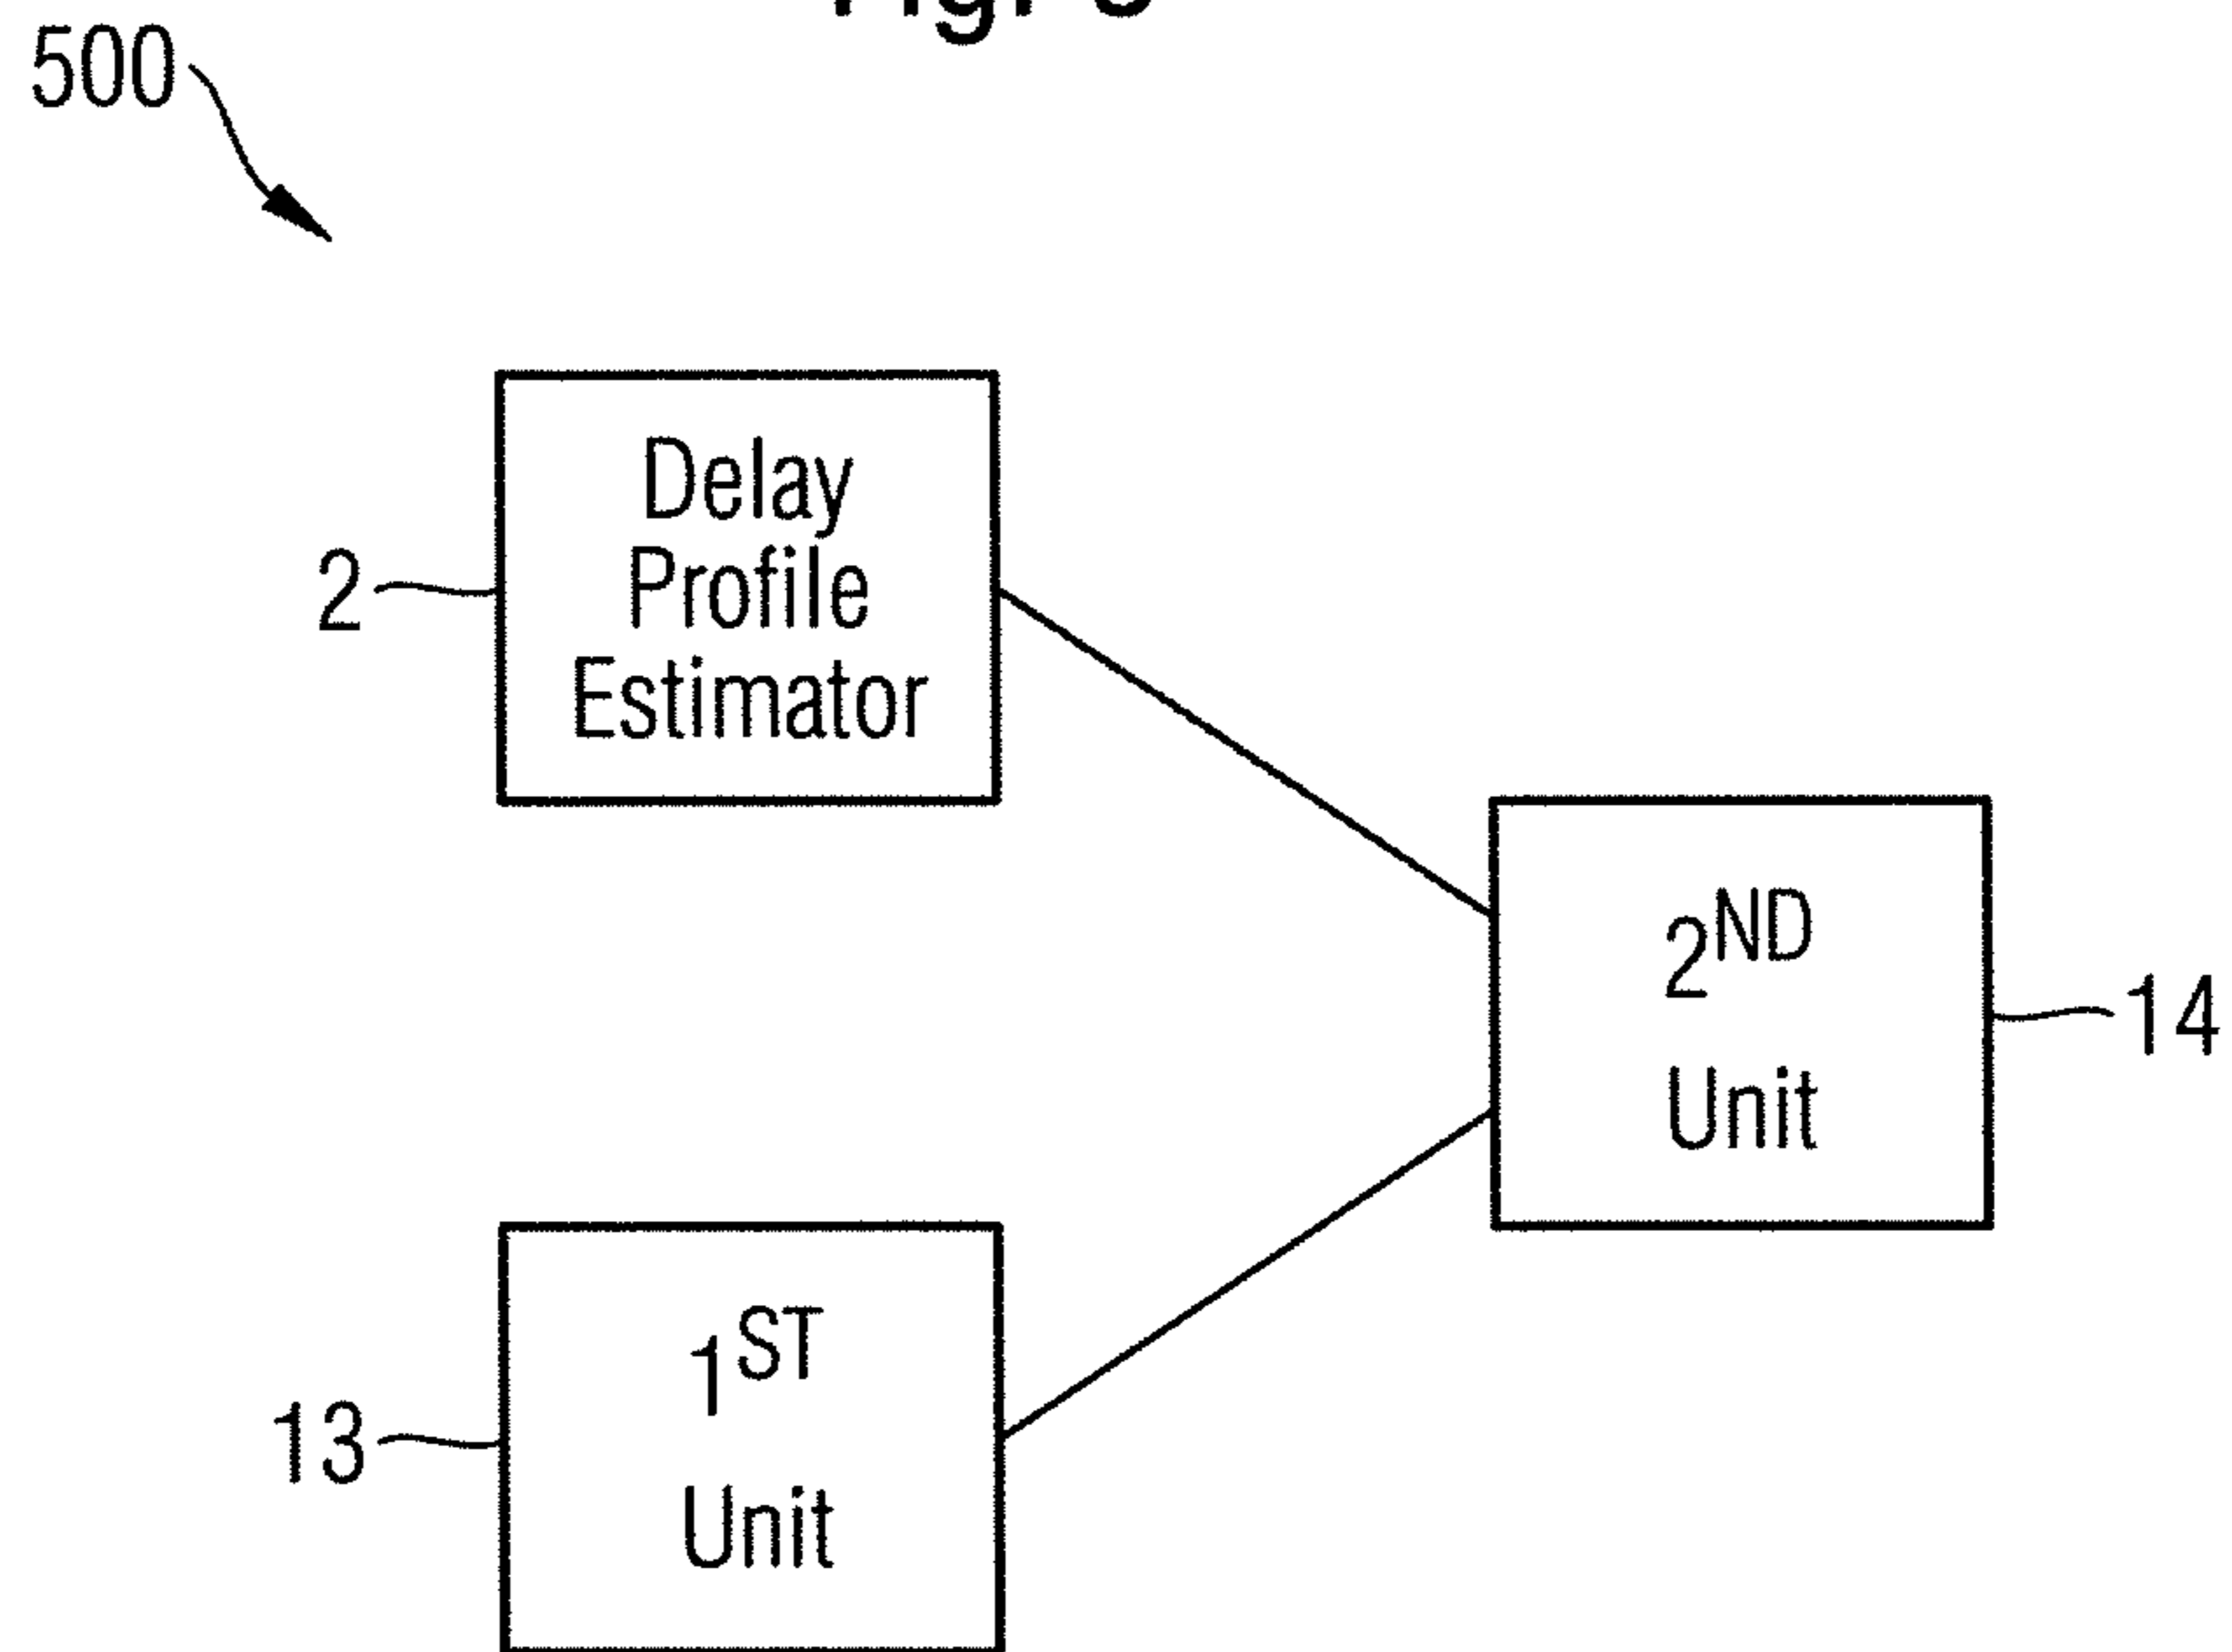 500
Delay
Profile
Estimator
2
2ND
Unit
14
1ST
Unit
13